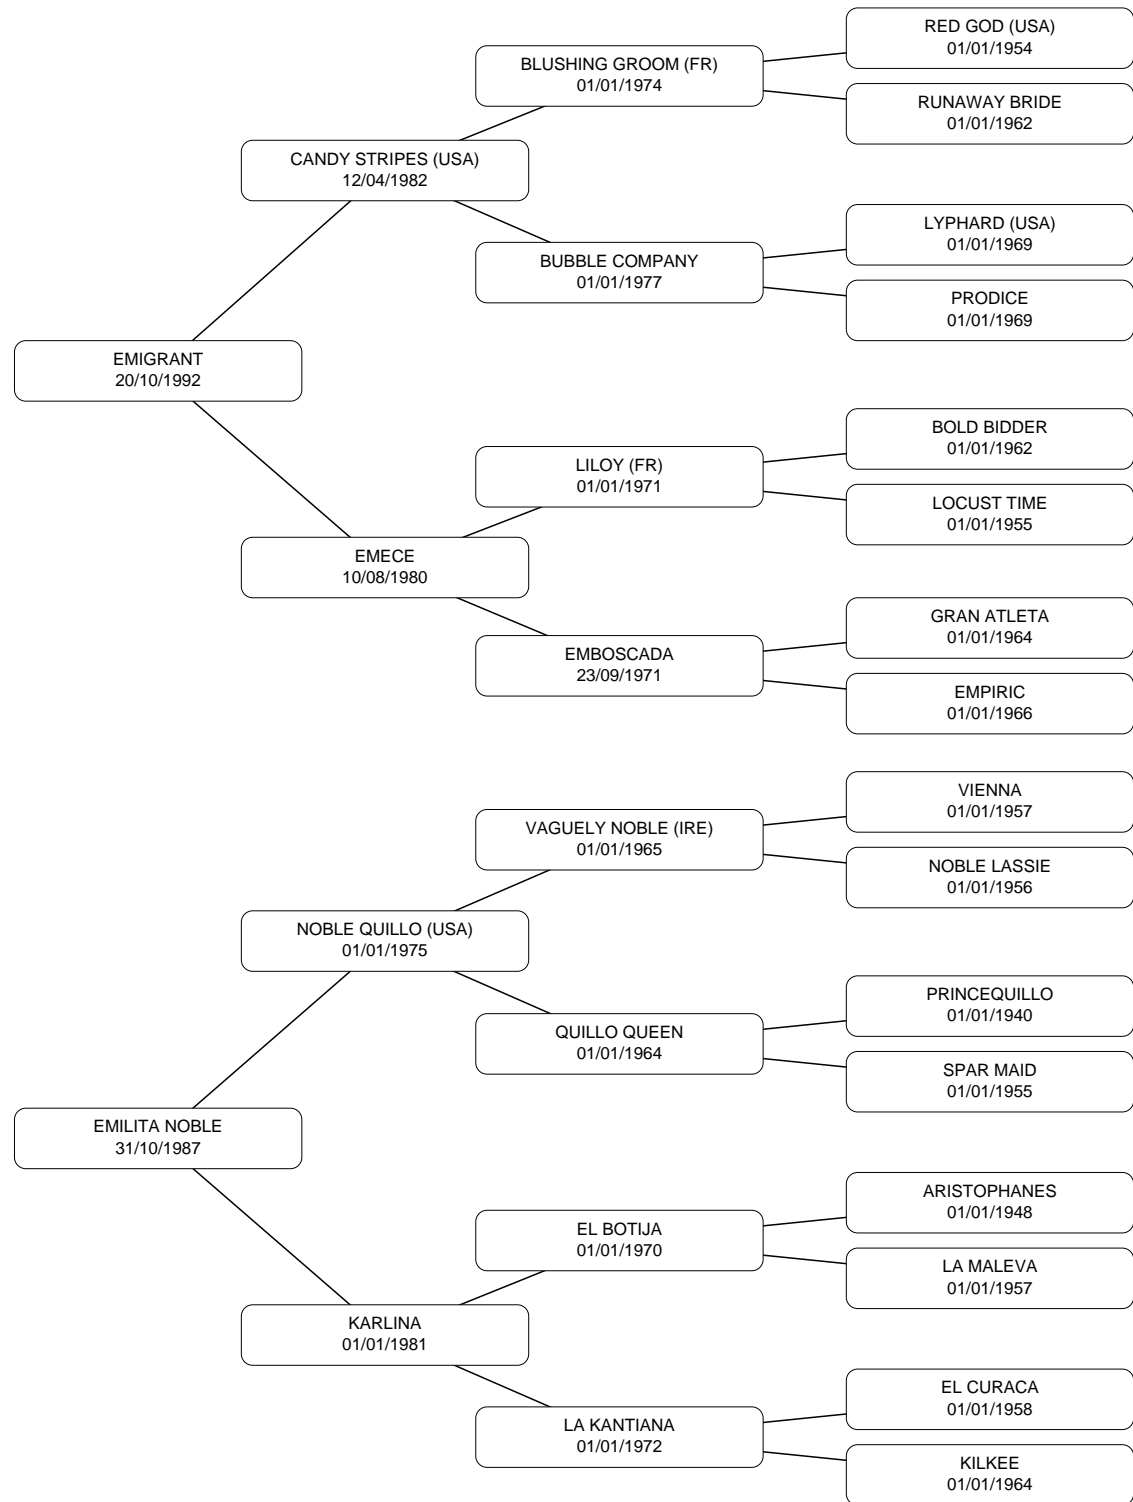 RED GOD (USA)
01/01/1954
BLUSHING GROOM (FR)
01/01/1974
RUNAWAY BRIDE
01/01/1962
CANDY STRIPES (USA)
12/04/1982
LYPHARD (USA)
01/01/1969
BUBBLE COMPANY
01/01/1977
PRODICE
01/01/1969
EMIGRANT
20/10/1992
BOLD BIDDER
01/01/1962
LILOY (FR)
01/01/1971
LOCUST TIME
01/01/1955
EMECE
10/08/1980
GRAN ATLETA
01/01/1964
EMBOSCADA
23/09/1971
EMPIRIC
01/01/1966
VIENNA
01/01/1957
VAGUELY NOBLE (IRE)
01/01/1965
NOBLE LASSIE
01/01/1956
NOBLE QUILLO (USA)
01/01/1975
PRINCEQUILLO
01/01/1940
QUILLO QUEEN
01/01/1964
SPAR MAID
01/01/1955
EMILITA NOBLE
31/10/1987
ARISTOPHANES
01/01/1948
EL BOTIJA
01/01/1970
LA MALEVA
01/01/1957
KARLINA
01/01/1981
EL CURACA
01/01/1958
LA KANTIANA
01/01/1972
KILKEE
01/01/1964